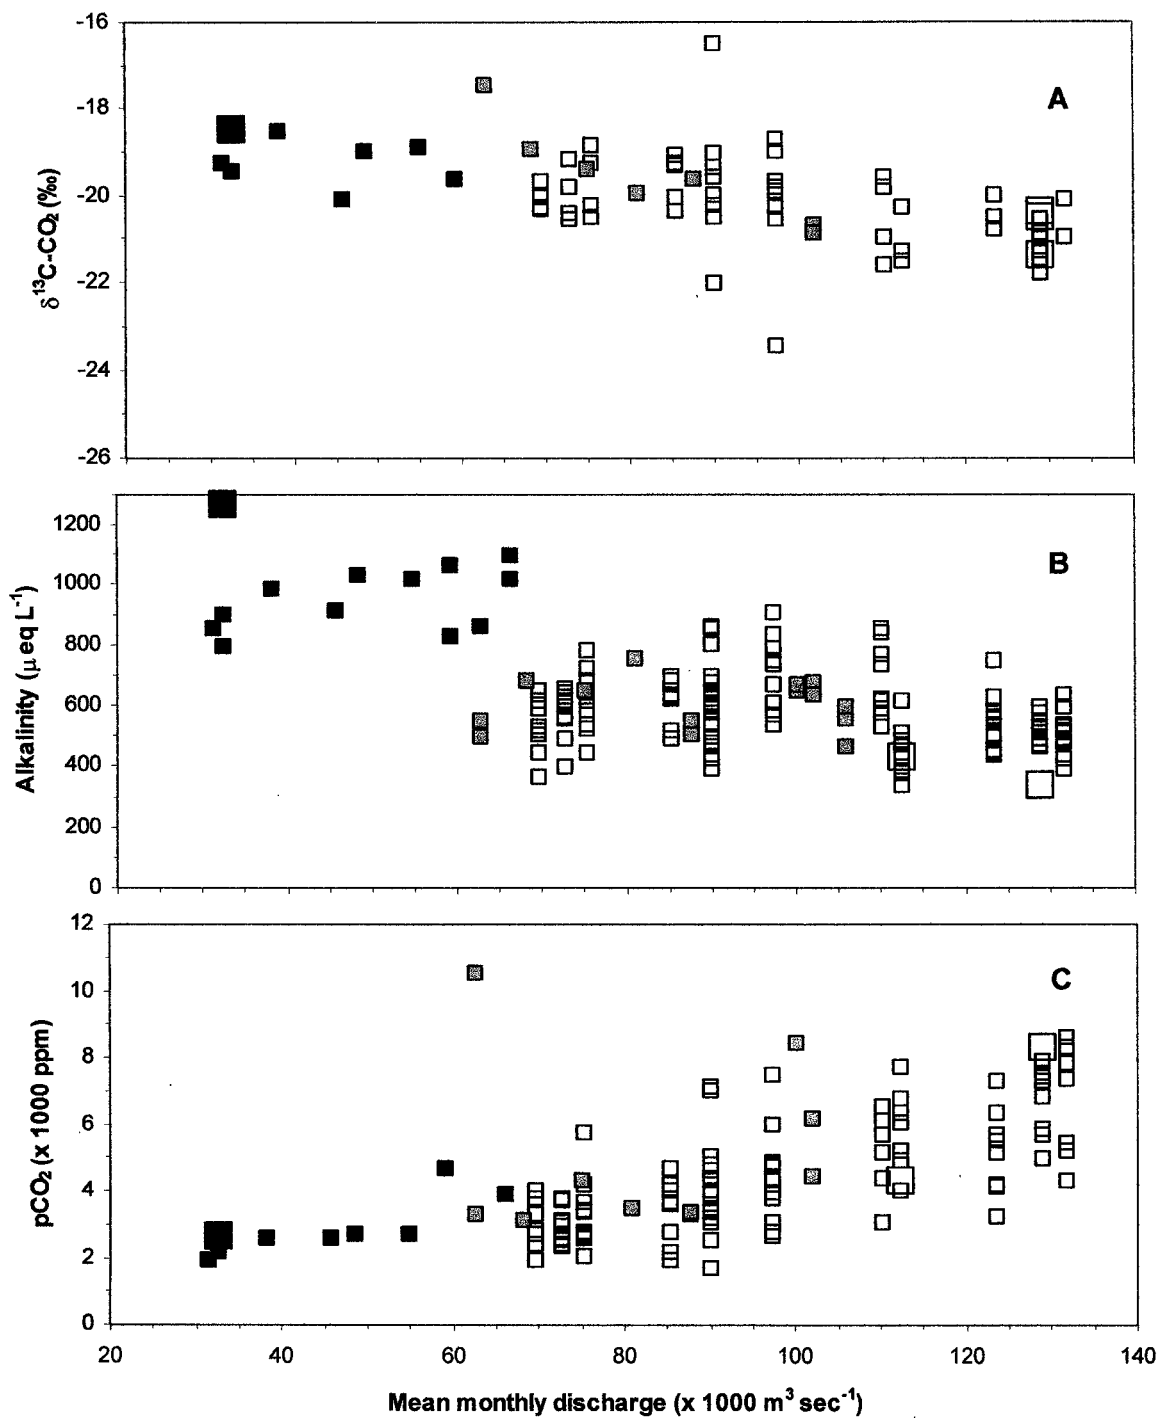 -16
-18
-20
-22
-24
-26
δ¹³C-CO₂ (‰)
A
1200
1000
800
600
400
200
0
Alkalinity (μ eq L⁻¹)
B
12
10
8
6
4
2
0
pCO₂ (x 1000 ppm)
C
20 40 60 80 100 120 140
Mean monthly discharge (x 1000 m³ sec⁻¹)